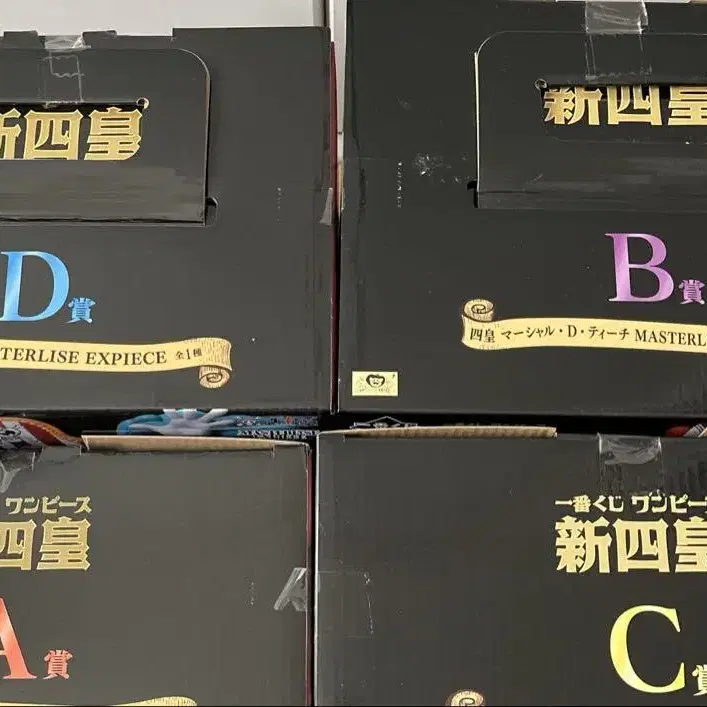 新四皇
D賞
TERLISE EXPIECE 全1種
新四皇
B賞
四皇 マーシャル・D・ティーチ MASTERL
ワンピース
四皇
A賞
一番くじ ワンピース
新四皇
C賞